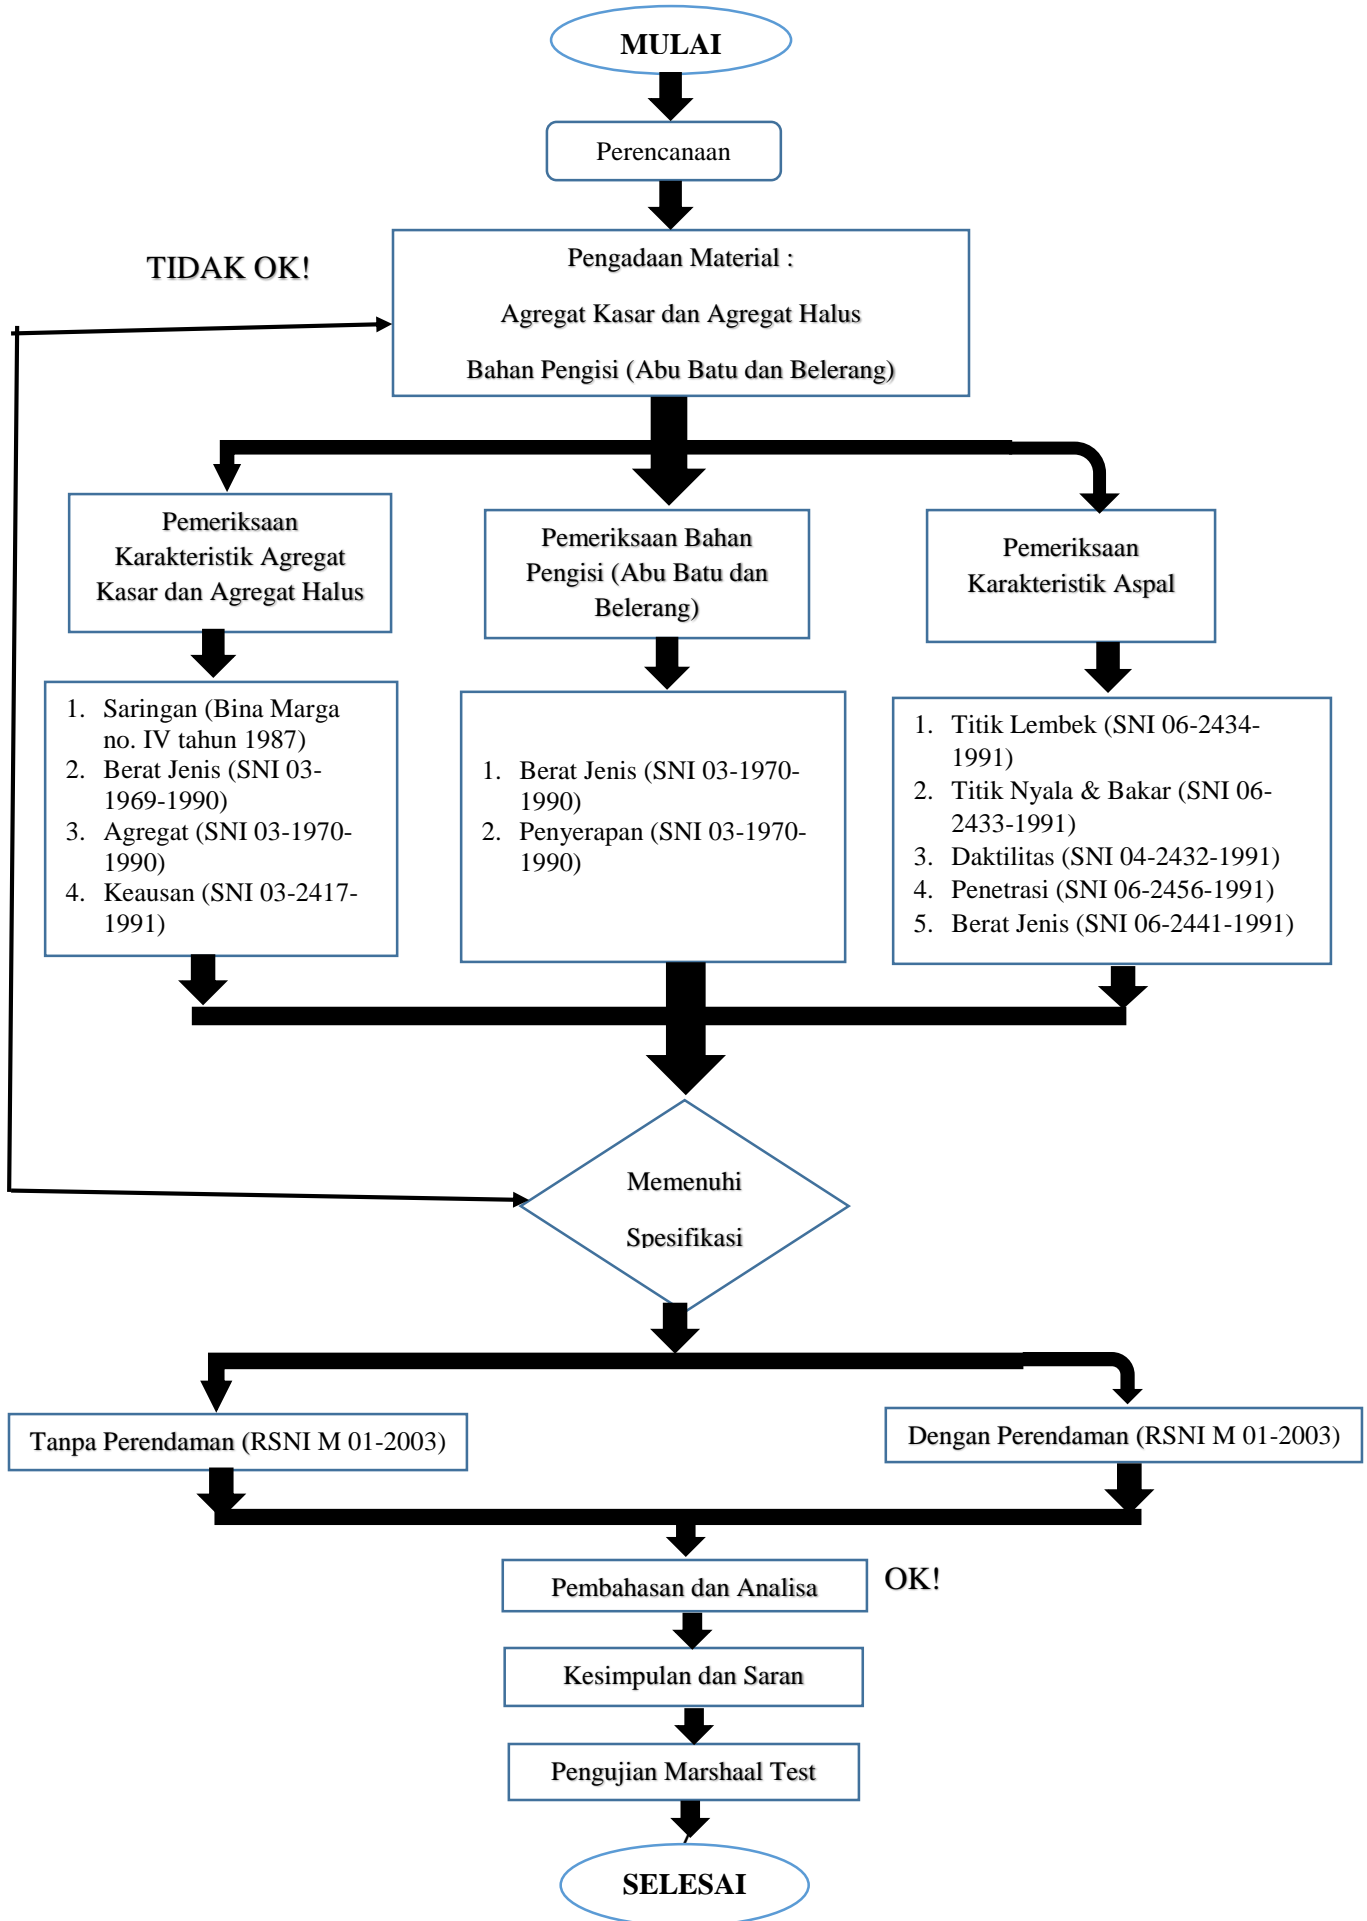 MULAI
Perencanaan
TIDAK OK!
Pengadaan Material :
Agregat Kasar dan Agregat Halus
Bahan Pengisi (Abu Batu dan Belerang)
Pemeriksaan
Karakteristik Agregat
Kasar dan Agregat Halus
Pemeriksaan Bahan
Pengisi (Abu Batu dan
Belerang)
Pemeriksaan
Karakteristik Aspal
1. Saringan (Bina Marga
no. IV tahun 1987)
2. Berat Jenis (SNI 03-
1969-1990)
3. Agregat (SNI 03-1970-
1990)
4. Keausan (SNI 03-2417-
1991)
1. Berat Jenis (SNI 03-1970-
1990)
2. Penyerapan (SNI 03-1970-
1990)
1. Titik Lembek (SNI 06-2434-
1991)
2. Titik Nyala & Bakar (SNI 06-
2433-1991)
3. Daktilitas (SNI 04-2432-1991)
4. Penetrasi (SNI 06-2456-1991)
5. Berat Jenis (SNI 06-2441-1991)
Memenuhi
Spesifikasi
Tanpa Perendaman (RSNI M 01-2003)
Dengan Perendaman (RSNI M 01-2003)
Pembahasan dan Analisa
OK!
Kesimpulan dan Saran
Pengujian Marshaal Test
SELESAI